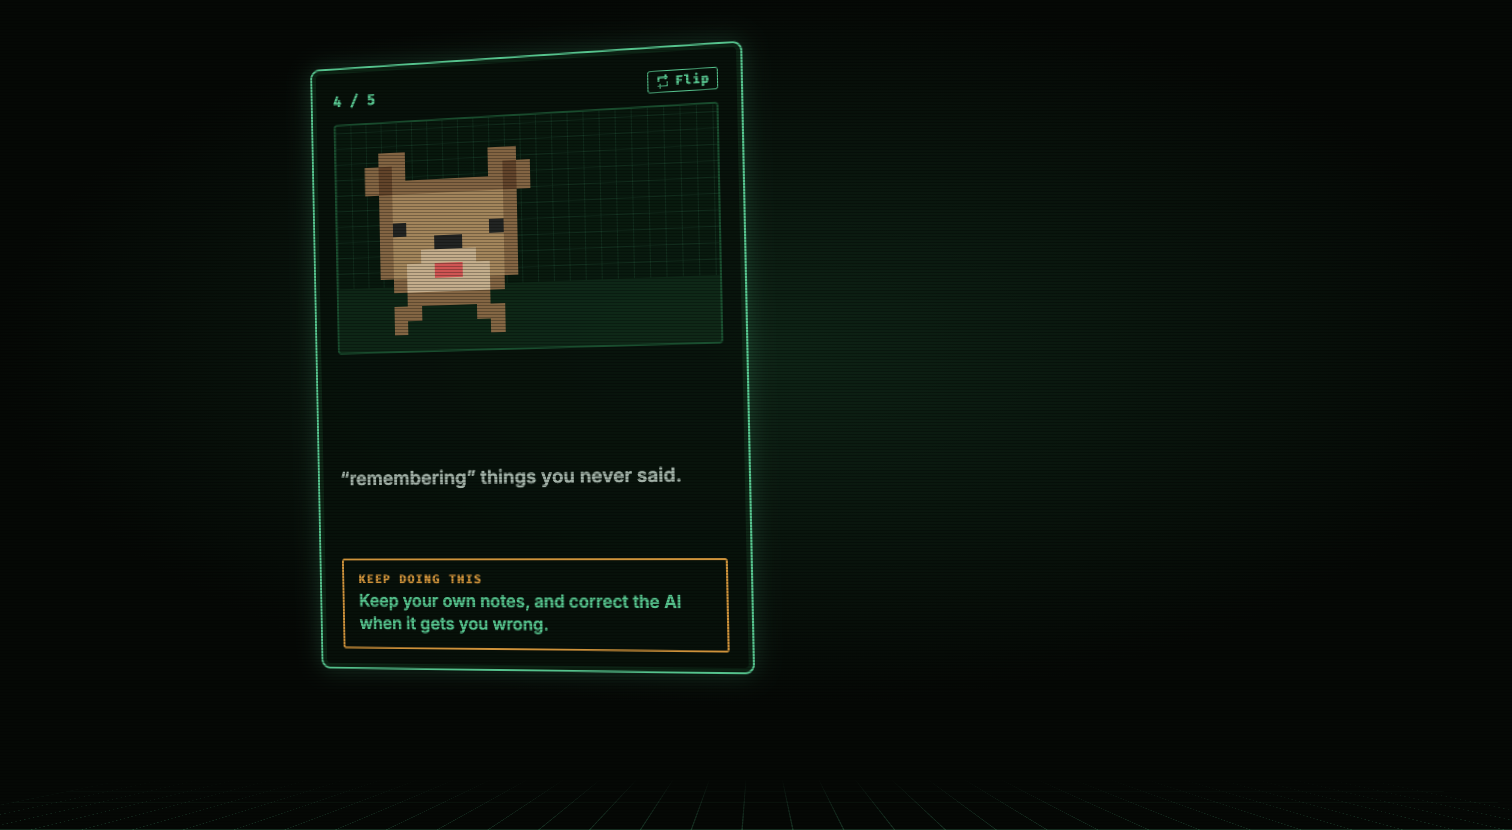 4 / 5
Flip
“remembering” things you never said.
KEEP DOING THIS
Keep your own notes, and correct the AI
when it gets you wrong.